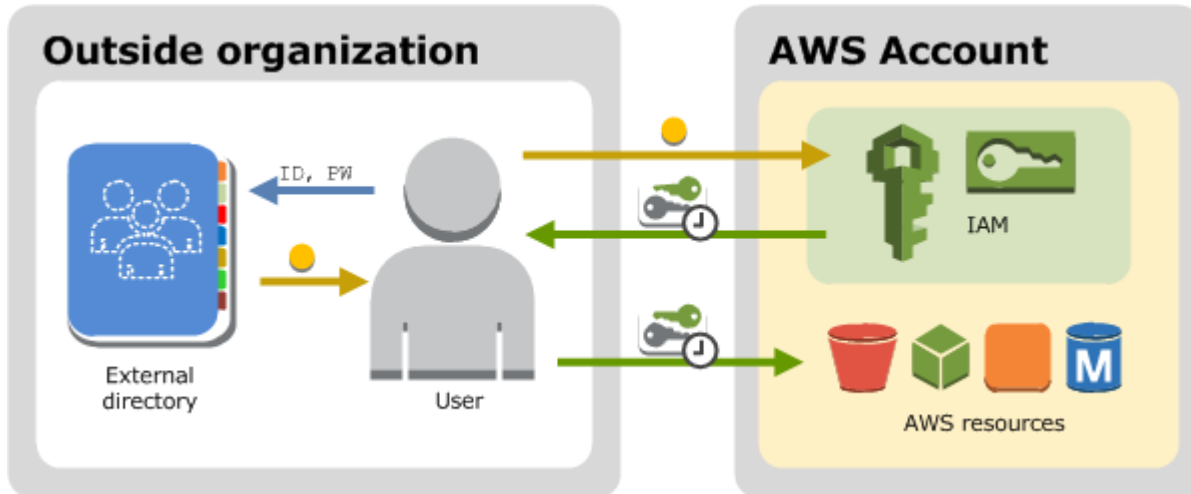 Outside organization
AWS Account
ID, PW
IAM
External
directory
User
M
AWS resources